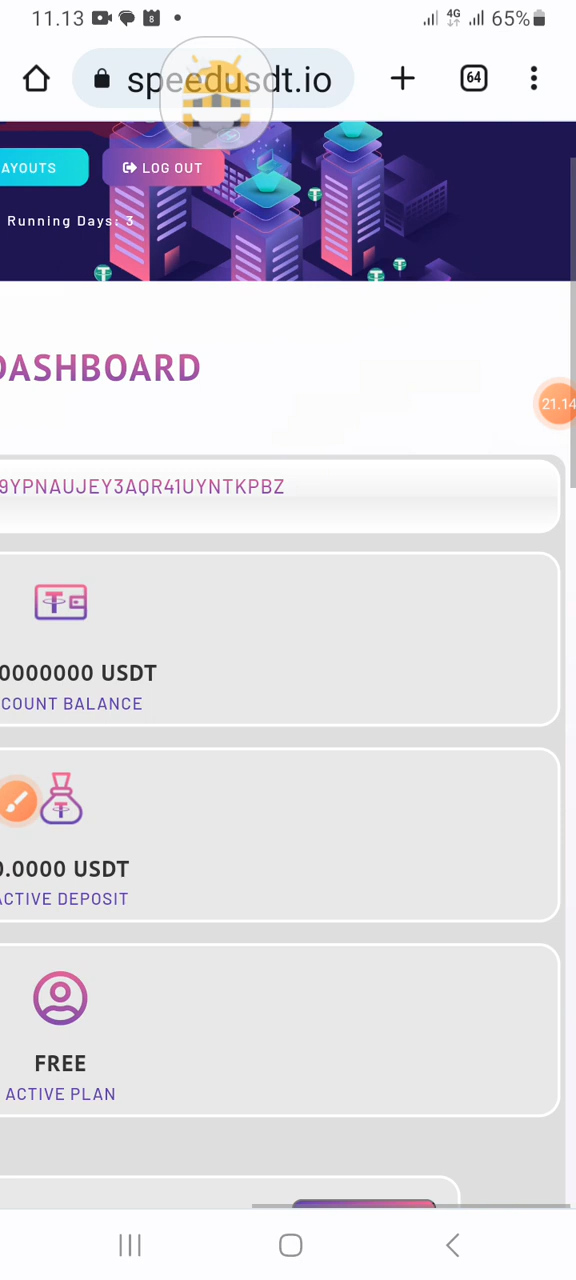 11.13
8
4G
65%
speedusdt.io
64
AYOUTS
LOG OUT
Running Days: 3
DASHBOARD
21.14
9YPNAUJEY3AQR41UYNTKPBZ
0000000 USDT
COUNT BALANCE
0.0000 USDT
ACTIVE DEPOSIT
FREE
ACTIVE PLAN